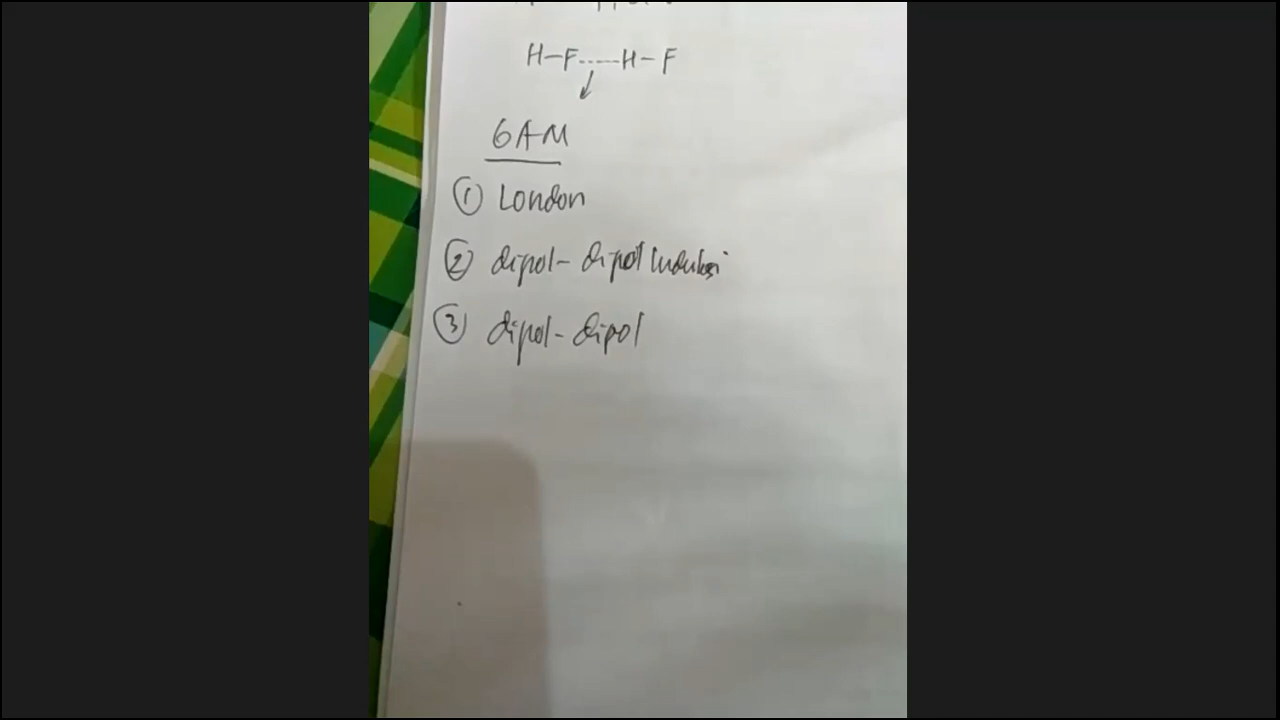 H-F-----H-F
GAM
① London
② dipol-dipol Induksi
③ dipol-dipol